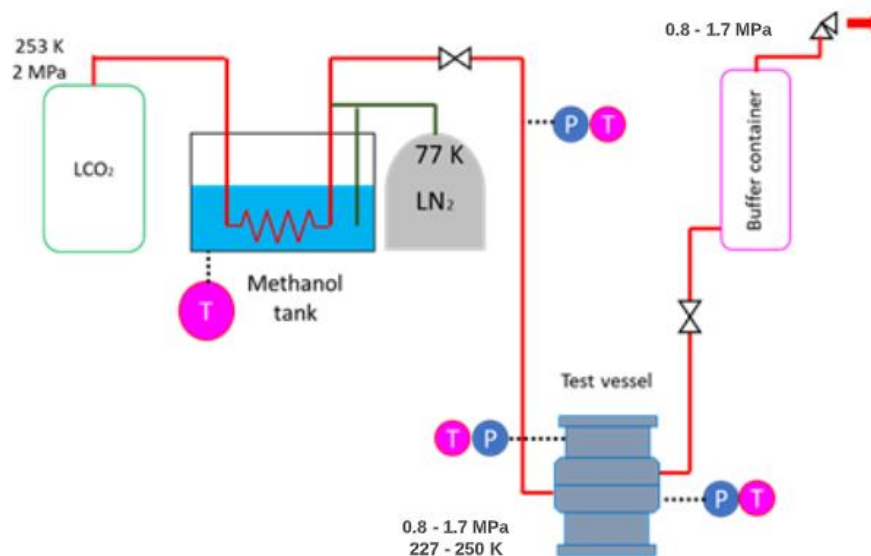 0.8 - 1.7 MPa
253 K
2 MPa
LCO₂
77 K
LN₂
P T
Buffer container
Methanol
tank
T
Test vessel
T P
P T
0.8 - 1.7 MPa
227 - 250 K